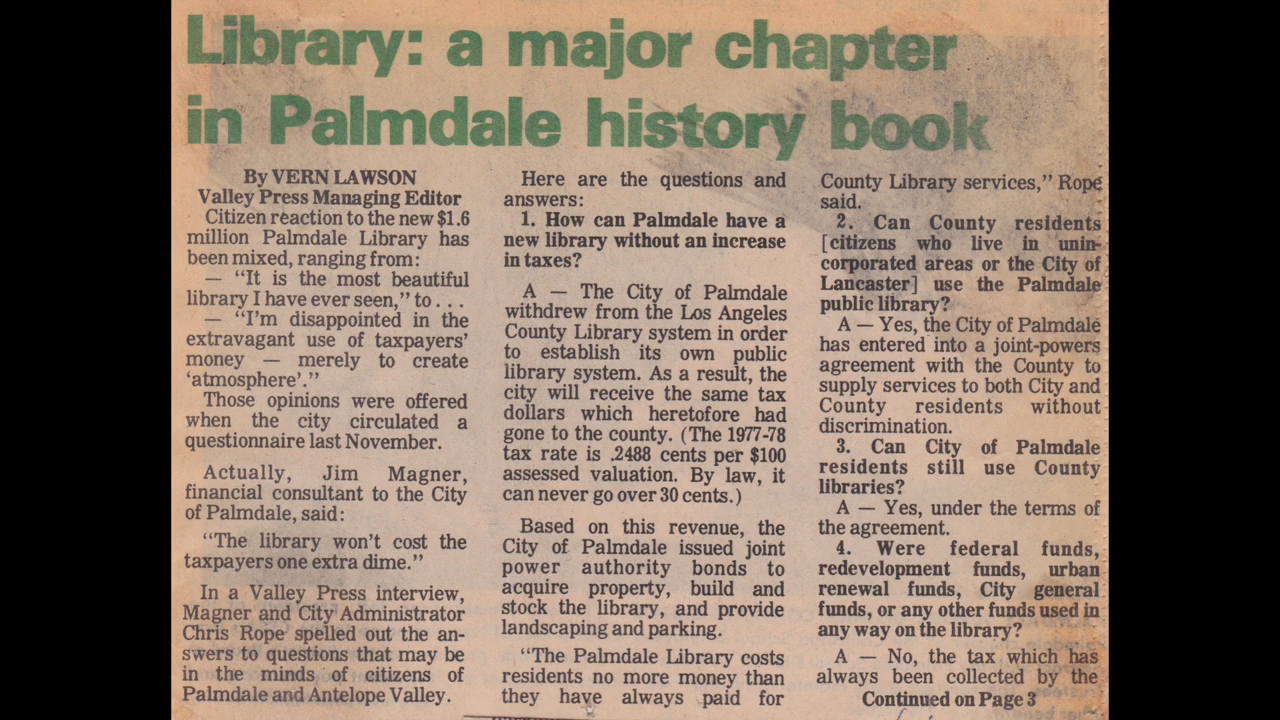 Library: a major chapter
in Palmdale history book
By VERN LAWSON
Valley Press Managing Editor
Citizen reaction to the new $1.6
million Palmdale Library has
been mixed, ranging from:
— “It is the most beautiful
library I have ever seen,” to . . .
— “I'm disappointed in the
extravagant use of taxpayers’
money — merely to create
‘atmosphere’.”
Those opinions were offered
when the city circulated a
questionnaire last November.
Actually, Jim Magner,
financial consultant to the City
of Palmdale, said:
“The library won’t cost the
taxpayers one extra dime.”
In a Valley Press interview,
Magner and City Administrator
Chris Rope spelled out the an-
swers to questions that may be
in the minds of citizens of
Palmdale and Antelope Valley.
Here are the questions and
answers:
1. How can Palmdale have a
new library without an increase
in taxes?
A — The City of Palmdale
withdrew from the Los Angeles
County Library system in order
to establish its own public
library system. As a result, the
city will receive the same tax
dollars which heretofore had
gone to the county. (The 1977-78
tax rate is .2488 cents per $100
assessed valuation. By law, it
can never go over 30 cents.)
Based on this revenue, the
City of Palmdale issued joint
power authority bonds to
acquire property, build and
stock the library, and provide
landscaping and parking.
“The Palmdale Library costs
residents no more money than
they have always paid for
County Library services,” Rope
said.
2. Can County residents
[citizens who live in unin-
corporated areas or the City of
Lancaster] use the Palmdale
public library?
A — Yes, the City of Palmdale
has entered into a joint-powers
agreement with the County to
supply services to both City and
County residents without
discrimination.
3. Can City of Palmdale
residents still use County
libraries?
A — Yes, under the terms of
the agreement.
4. Were federal funds,
redevelopment funds, urban
renewal funds, City general
funds, or any other funds used in
any way on the library?
A — No, the tax which has
always been collected by the
Continued on Page 3